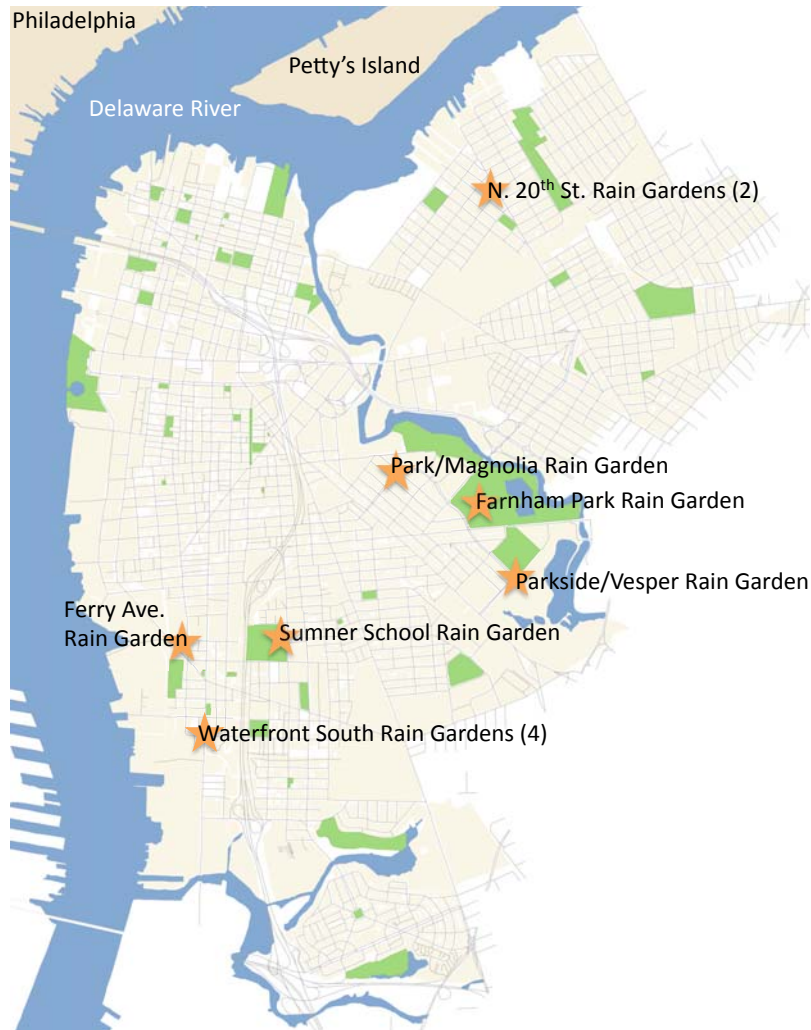 Philadelphia
Petty's Island
Delaware River
N. 20th St. Rain Gardens (2)
Park/Magnolia Rain Garden
Farnham Park Rain Garden
Parkside/Vesper Rain Garden
Ferry Ave.
Rain Garden
Sumner School Rain Garden
Waterfront South Rain Gardens (4)